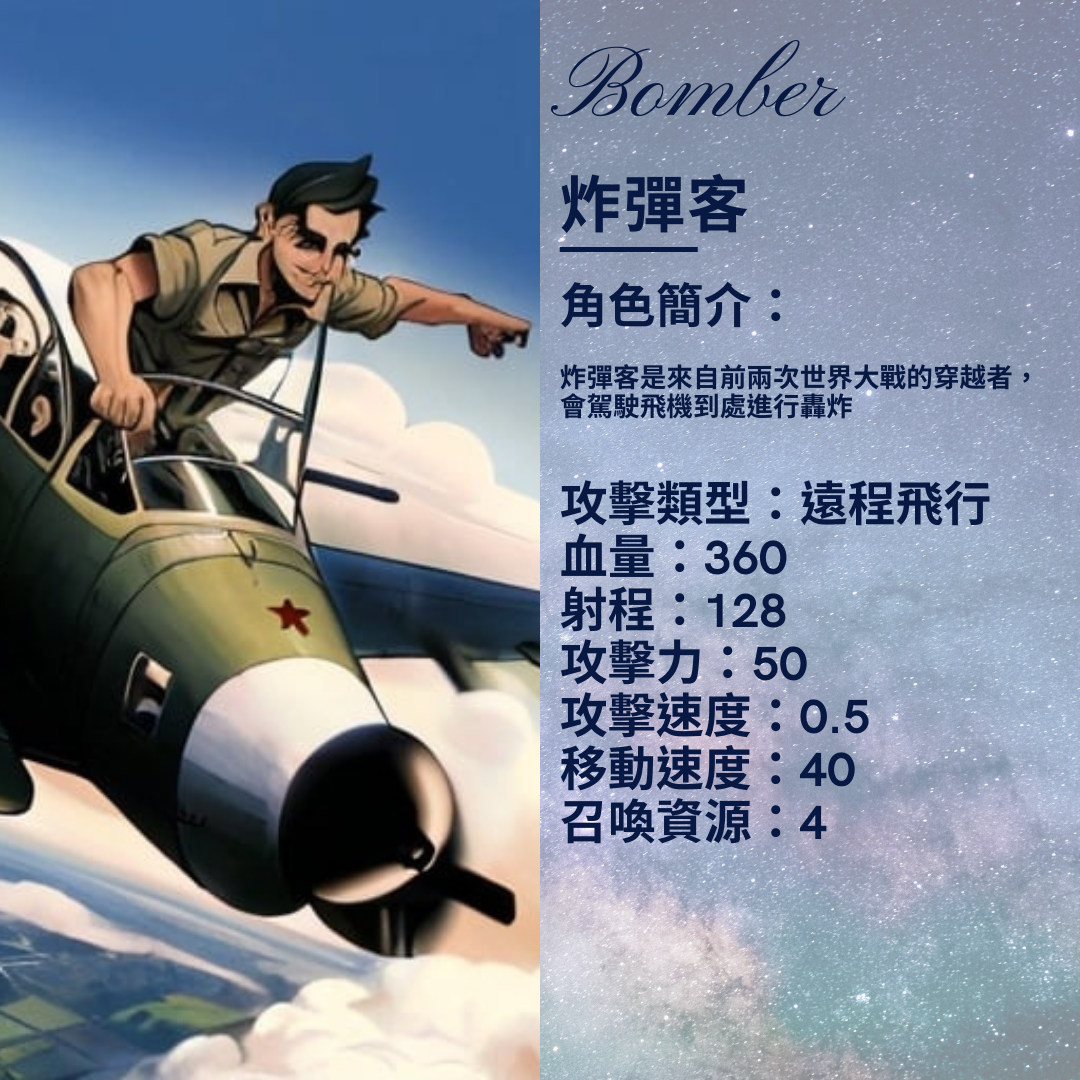 Bomber
炸彈客
角色簡介：
炸彈客是來自前兩次世界大戰的穿越者，
會駕駛飛機到處進行轟炸
攻擊類型：遠程飛行
血量：360
射程：128
攻擊力：50
攻擊速度：0.5
移動速度：40
召喚資源：4